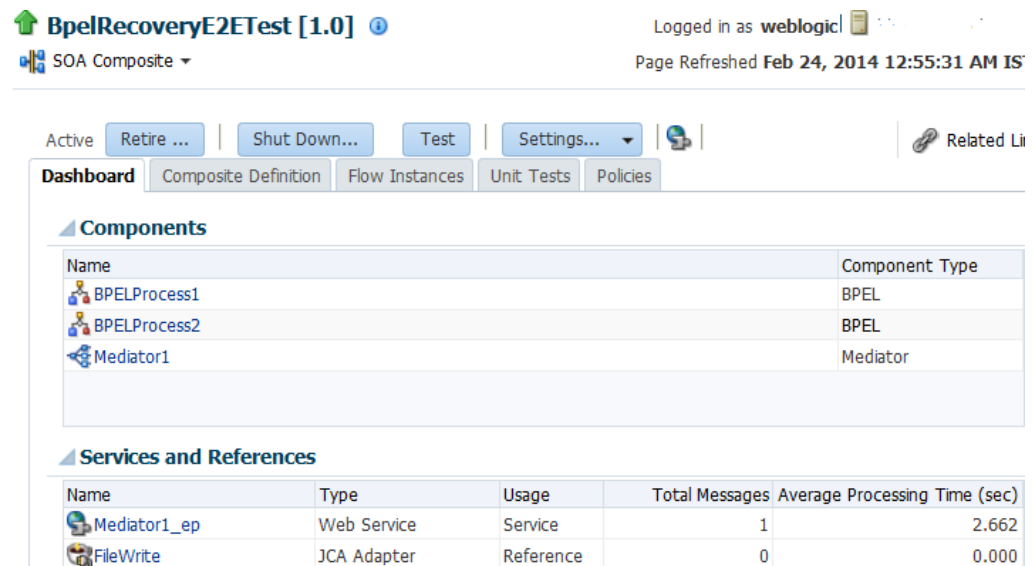 BpelRecoveryE2ETest [1.0] Logged in as weblogic
SOA Composite Page Refreshed Feb 24, 2014 12:55:31 AM IST
Active Retire ... Shut Down... Test Settings... Related
Dashboard Composite Definition Flow Instances Unit Tests Policies
Components
Name Component Type
BPELProcess1 BPEL
BPELProcess2 BPEL
Mediator1 Mediator
Services and References
Name Type Usage Total Messages Average Processing Time (sec)
Mediator1_ep Web Service Service 1 2.662
FileWrite JCA Adapter Reference 0 0.000